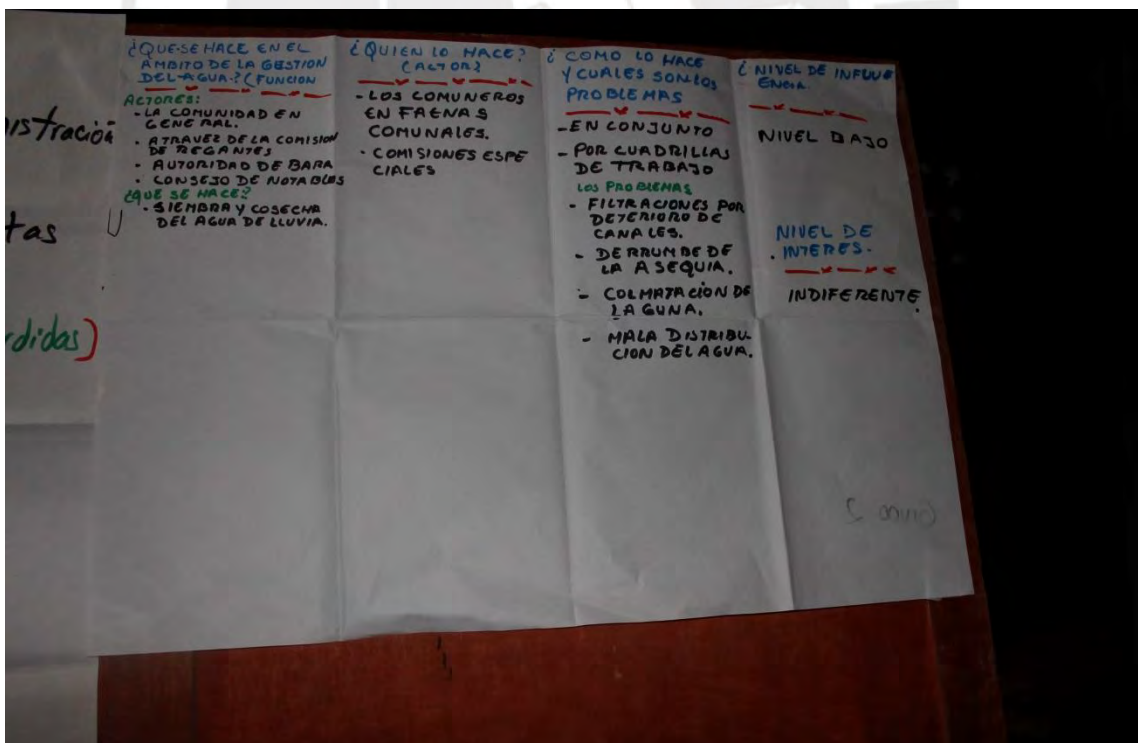 istración
tas
didas)
¿QUE SE HACE EN EL
AMBITO DE LA GESTION
DEL AGUA? (FUNCION
ACTORES:
- LA COMUNIDAD EN
GENERAL.
• ATRAVEZ DE LA COMISION
DE REGANTES
• AUTORIDAD DE BARA
• CONSEJO DE NOTABLES
¿QUE SE HACE?
• SIEMBRA Y COSECHA
DEL AGUA DE LLUVIA.
¿QUIEN LO HACE?
(ACTOR)
- LOS COMUNEROS
EN FAENAS
COMUNALES.
• COMISIONES ESPE
CIALES
¿COMO LO HACE
Y CUALES SON LOS
PROBLEMAS
- EN CONJUNTO
- POR CUADRILLAS
DE TRABAJO
LOS PROBLEMAS
- FILTRACIONES POR
DETERIORO DE
CANALES.
- DERRUMBE DE
LA ASEQUIA.
- COLMATACION DE
LAGUNA.
- MALA DISTRIBU-
CION DEL AGUA.
¿NIVEL DE INFLUU
ENCIA.
NIVEL BAJO
NIVEL DE
. INTERES.
INDIFERENTE.